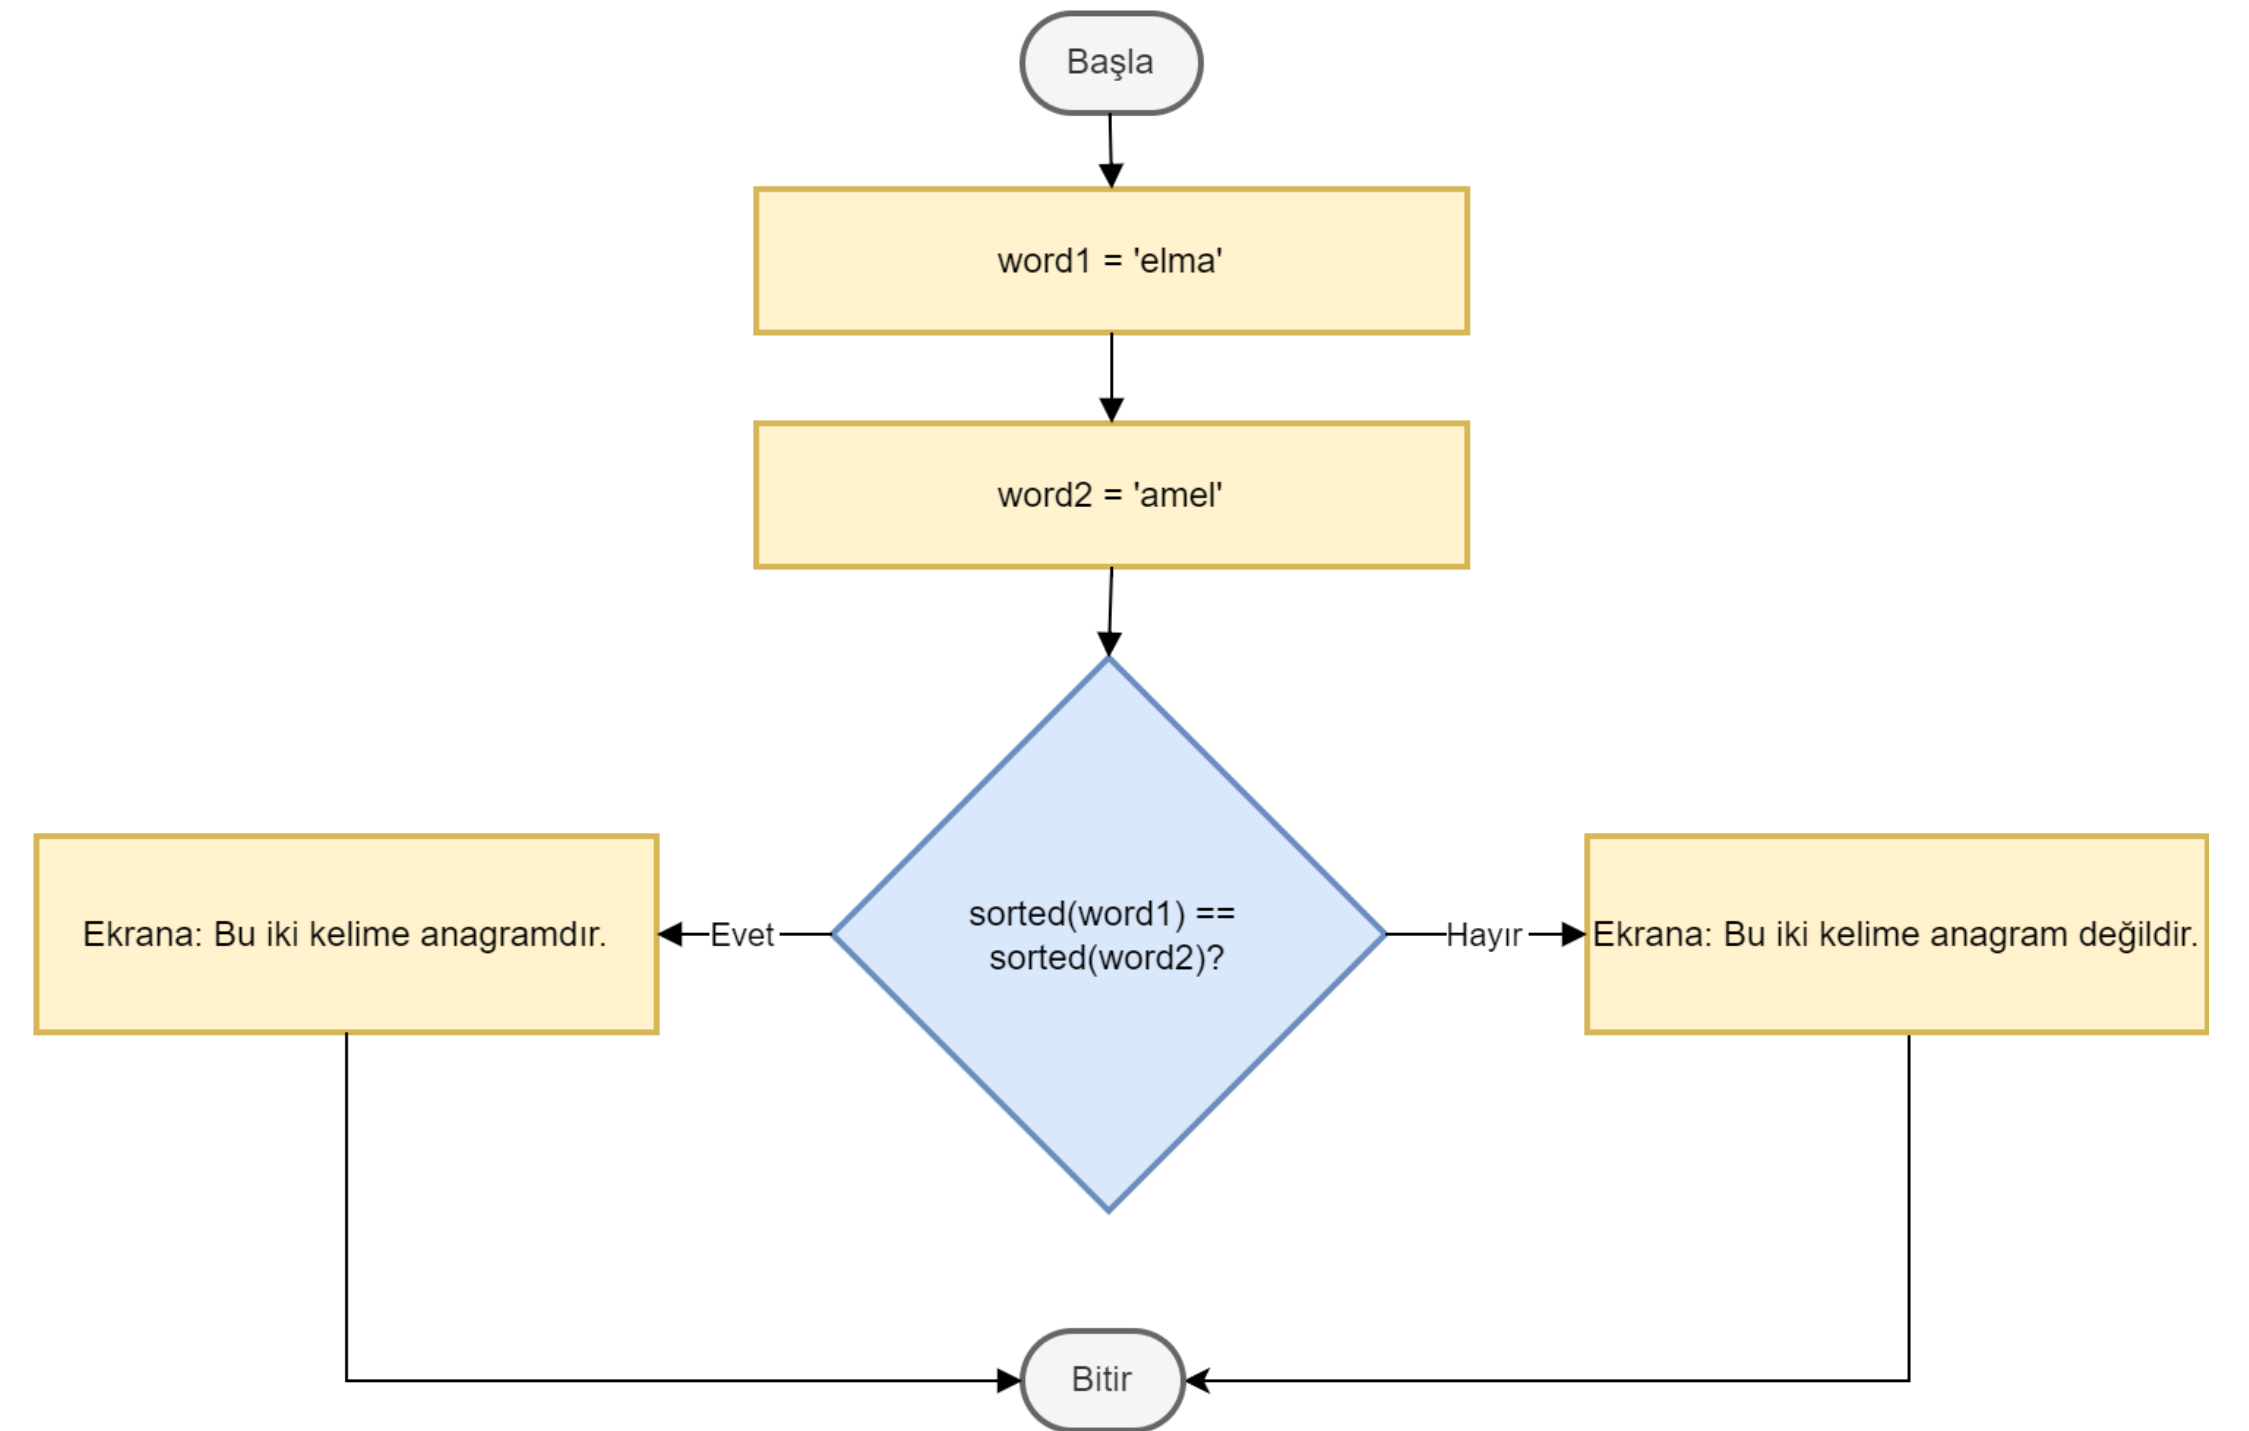 Başla
word1 = 'elma'
word2 = 'amel'
sorted(word1) ==
sorted(word2)?
Evet
Hayır
Ekrana: Bu iki kelime anagramdır.
Ekrana: Bu iki kelime anagram değildir.
Bitir